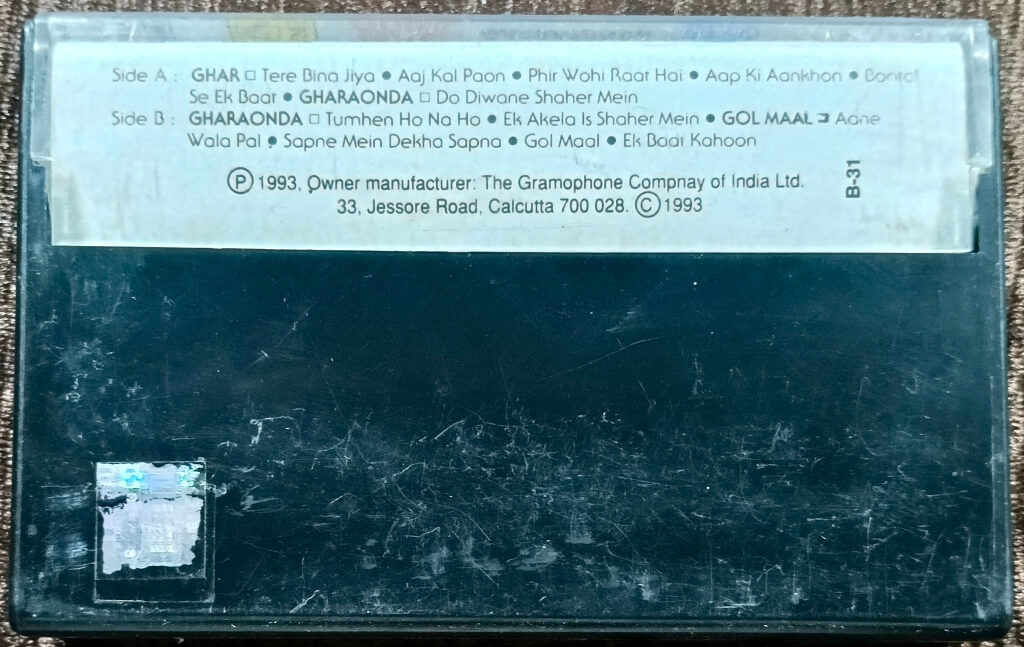 Side A : GHAR □ Tere Bina Jiya ● Aaj Kal Paon ● Phir Wohi Raat Hai ● Aap Ki Aankhon ●
Se Ek Baat ● GHARAONDA □ Do Diwane Shaher Mein
Side B : GHARAONDA □ Tumhen Ho Na Ho ● Ek Akela Is Shaher Mein ● GOL MAAL □ Aane
Wala Pal ● Sapne Mein Dekha Sapna ● Gol Maal ● Ek Baar Kahoon
Ⓟ 1993, Owner manufacturer: The Gramophone Compnay of India Ltd.
33, Jessore Road, Calcutta 700 028. © 1993
B-31